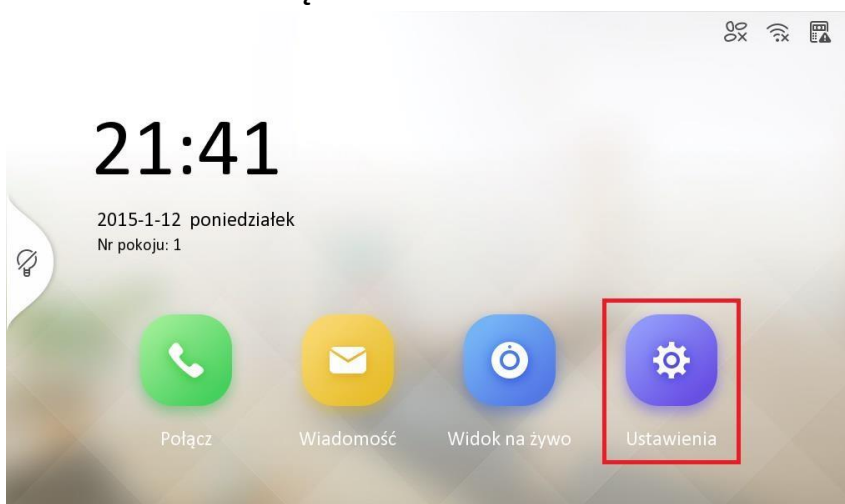 21:41
2015-1-12 poniedziałek
Nr pokoju: 1
Połącz
Wiadomość
Widok na żywo
Ustawienia